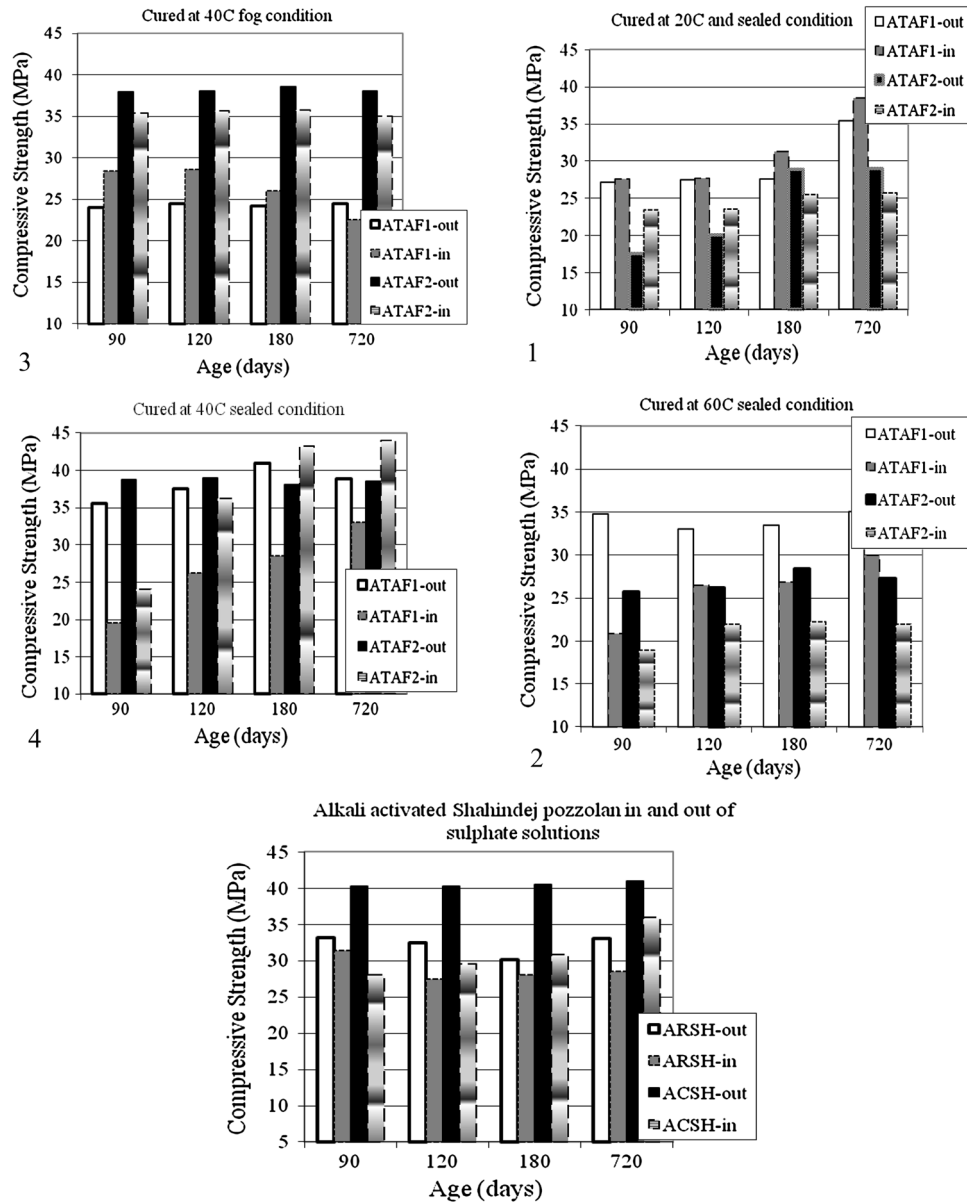 Cured at 40C fog condition
Compressive Strength (MPa)
45
40
35
30
25
20
15
10
90 120 180 720
Age (days)
ATAF1-out
ATAF1-in
ATAF2-out
ATAF2-in
3
Cured at 20C and sealed condition
Compressive Strength (MPa)
45
40
35
30
25
20
15
10
90 120 180 720
Age (days)
ATAF1-out
ATAF1-in
ATAF2-out
ATAF2-in
1
Cured at 40C sealed condition
Compressive Strength (MPa)
45
40
35
30
25
20
15
10
90 120 180 720
Age (days)
ATAF1-out
ATAF1-in
ATAF2-out
ATAF2-in
4
Cured at 60C sealed condition
Compressive Strength (MPa)
45
40
35
30
25
20
15
10
90 120 180 720
Age (days)
ATAF1-out
ATAF1-in
ATAF2-out
ATAF2-in
2
Alkali activated Shahindej pozzolan in and out of
sulphate solutions
Compressive Strength (MPa)
45
40
35
30
25
20
15
10
5
90 120 180 720
Age (days)
ARSH-out
ARSH-in
ACSH-out
ACSH-in